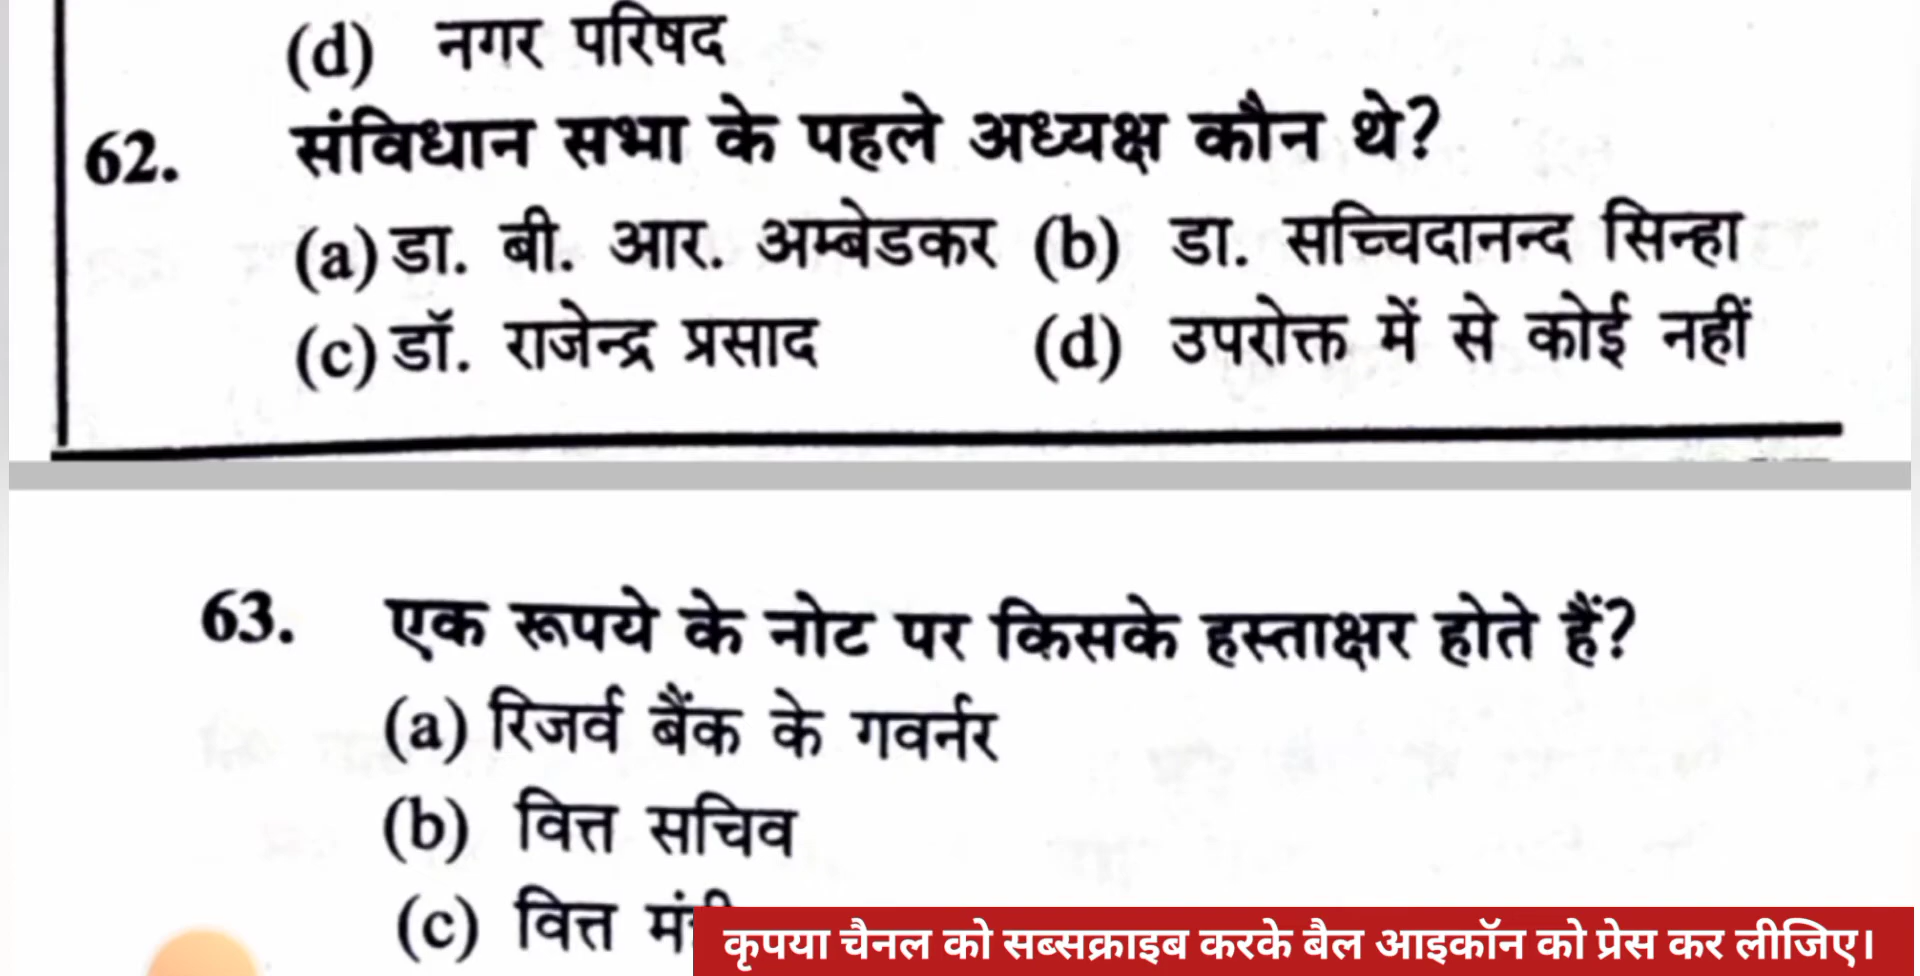 (d) नगर परिषद
62. संविधान सभा के पहले अध्यक्ष कौन थे?
(a) डा. बी. आर. अम्बेडकर (b) डा. सच्चिदानन्द सिन्हा
(c) डॉ. राजेन्द्र प्रसाद (d) उपरोक्त में से कोई नहीं
63. एक रूपये के नोट पर किसके हस्ताक्षर होते हैं?
(a) रिजर्व बैंक के गवर्नर
(b) वित्त सचिव
(c) वित्त
कृपया चैनल को सब्सक्राइब करके बैल आइकॉन को प्रेस कर लीजिए।